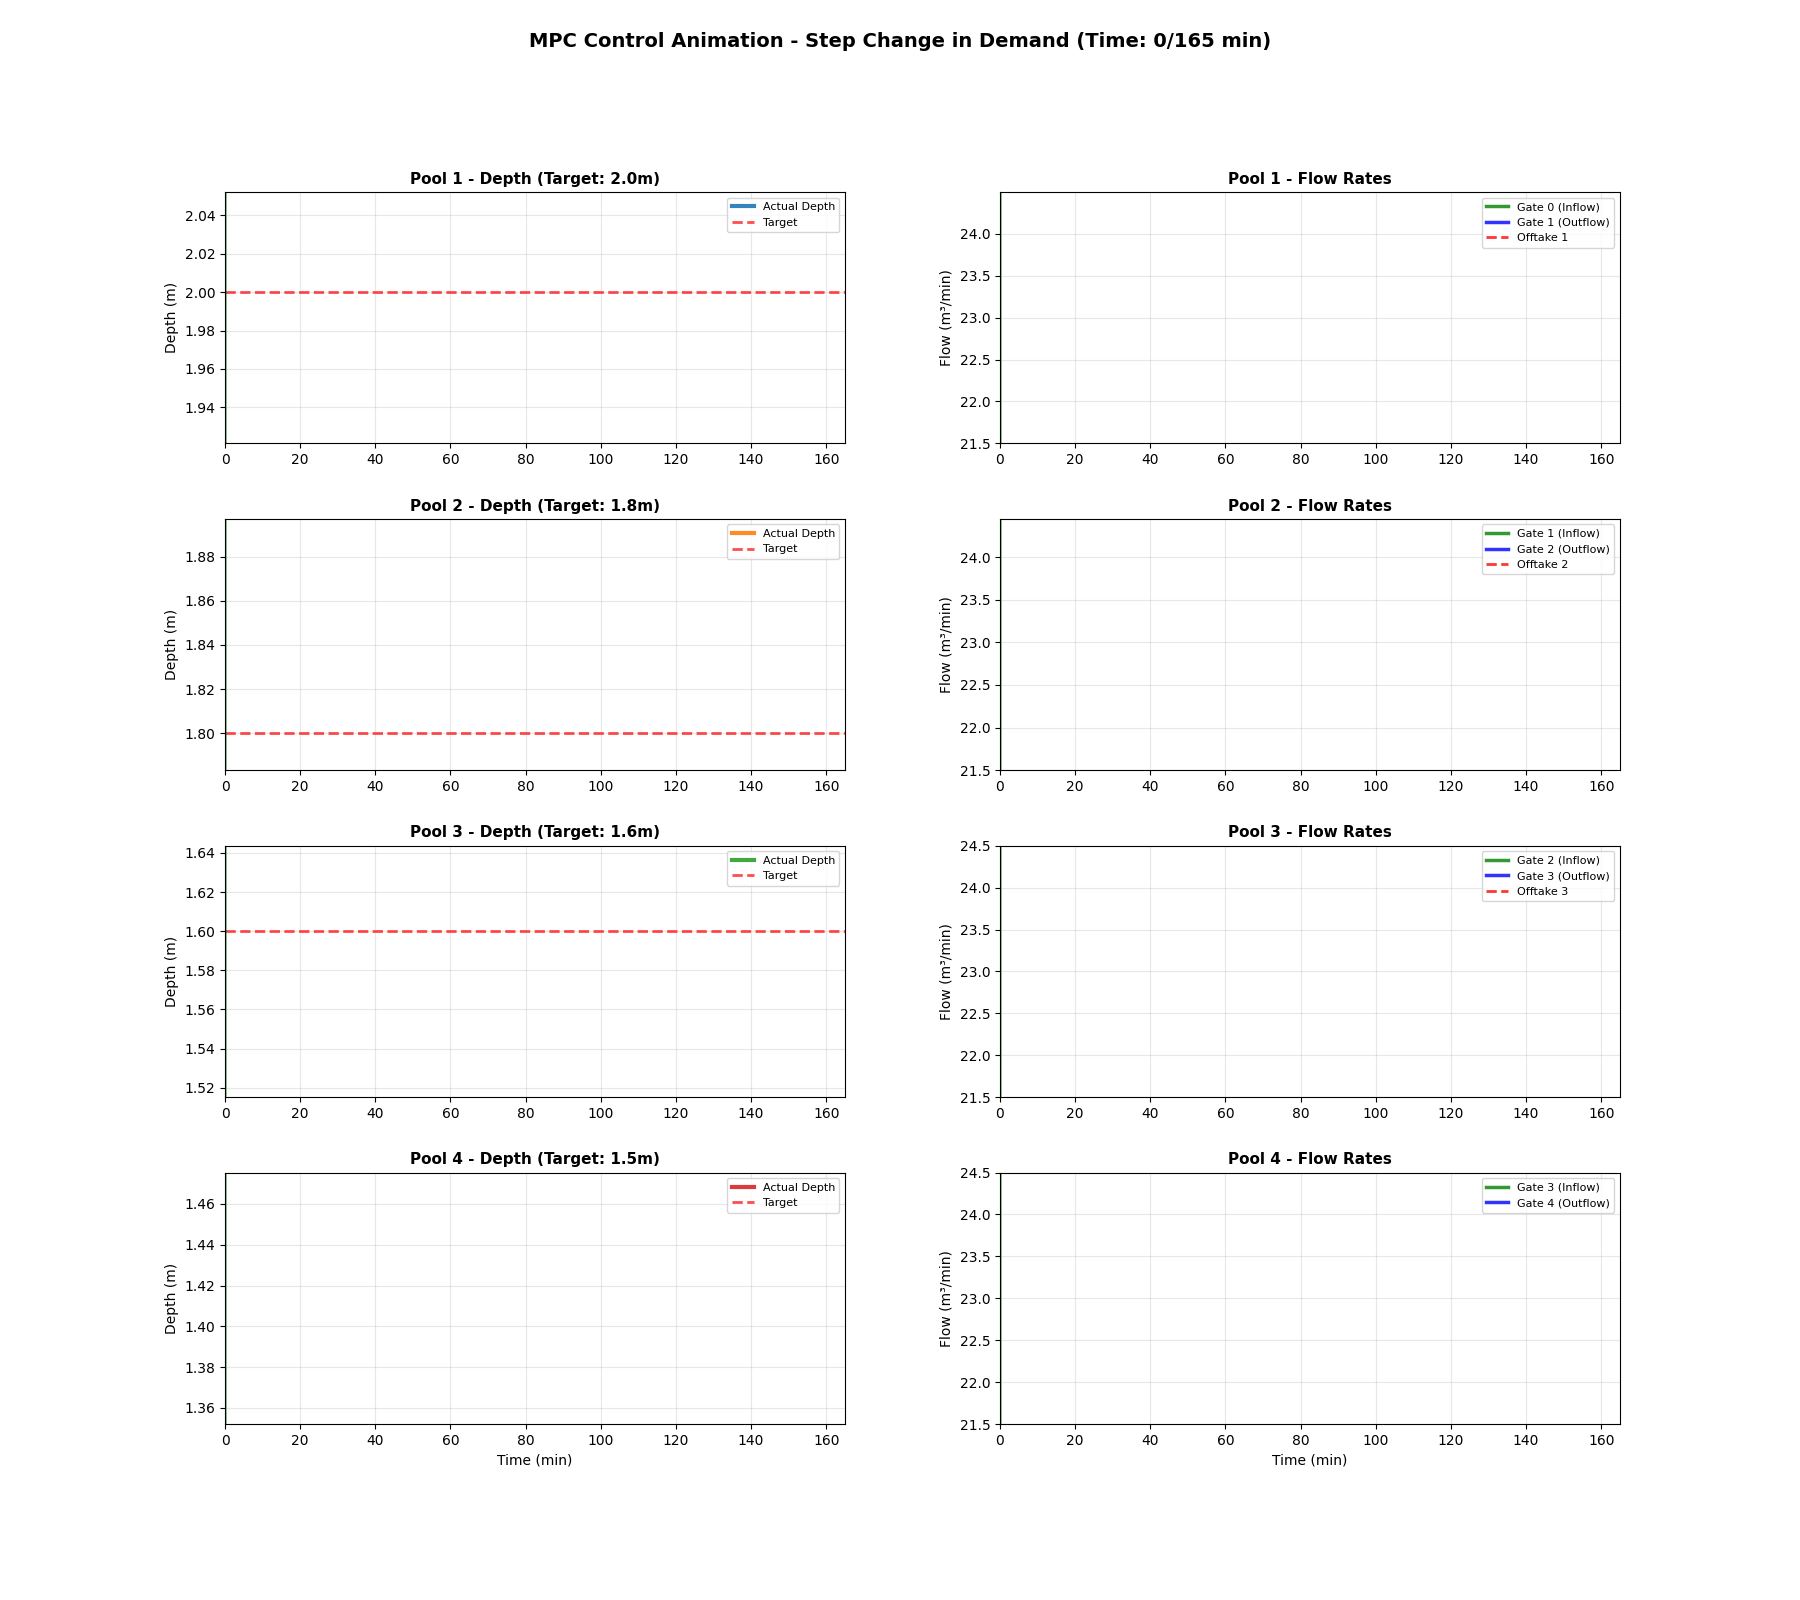 MPC Control Animation - Step Change in Demand (Time: 0/165 min)
Pool 1 - Depth (Target: 2.0m)
Depth (m)
2.04
2.02
2.00
1.98
1.96
1.94
0 20 40 60 80 100 120 140 160
Actual Depth
Target
Pool 1 - Flow Rates
Flow (m³/min)
24.0
23.5
23.0
22.5
22.0
21.5
0 20 40 60 80 100 120 140 160
Gate 0 (Inflow)
Gate 1 (Outflow)
Offtake 1
Pool 2 - Depth (Target: 1.8m)
Depth (m)
1.88
1.86
1.84
1.82
1.80
0 20 40 60 80 100 120 140 160
Actual Depth
Target
Pool 2 - Flow Rates
Flow (m³/min)
24.0
23.5
23.0
22.5
22.0
21.5
0 20 40 60 80 100 120 140 160
Gate 1 (Inflow)
Gate 2 (Outflow)
Offtake 2
Pool 3 - Depth (Target: 1.6m)
Depth (m)
1.64
1.62
1.60
1.58
1.56
1.54
1.52
0 20 40 60 80 100 120 140 160
Actual Depth
Target
Pool 3 - Flow Rates
Flow (m³/min)
24.5
24.0
23.5
23.0
22.5
22.0
21.5
0 20 40 60 80 100 120 140 160
Gate 2 (Inflow)
Gate 3 (Outflow)
Offtake 3
Pool 4 - Depth (Target: 1.5m)
Depth (m)
1.46
1.44
1.42
1.40
1.38
1.36
0 20 40 60 80 100 120 140 160
Time (min)
Actual Depth
Target
Pool 4 - Flow Rates
Flow (m³/min)
24.5
24.0
23.5
23.0
22.5
22.0
21.5
0 20 40 60 80 100 120 140 160
Time (min)
Gate 3 (Inflow)
Gate 4 (Outflow)